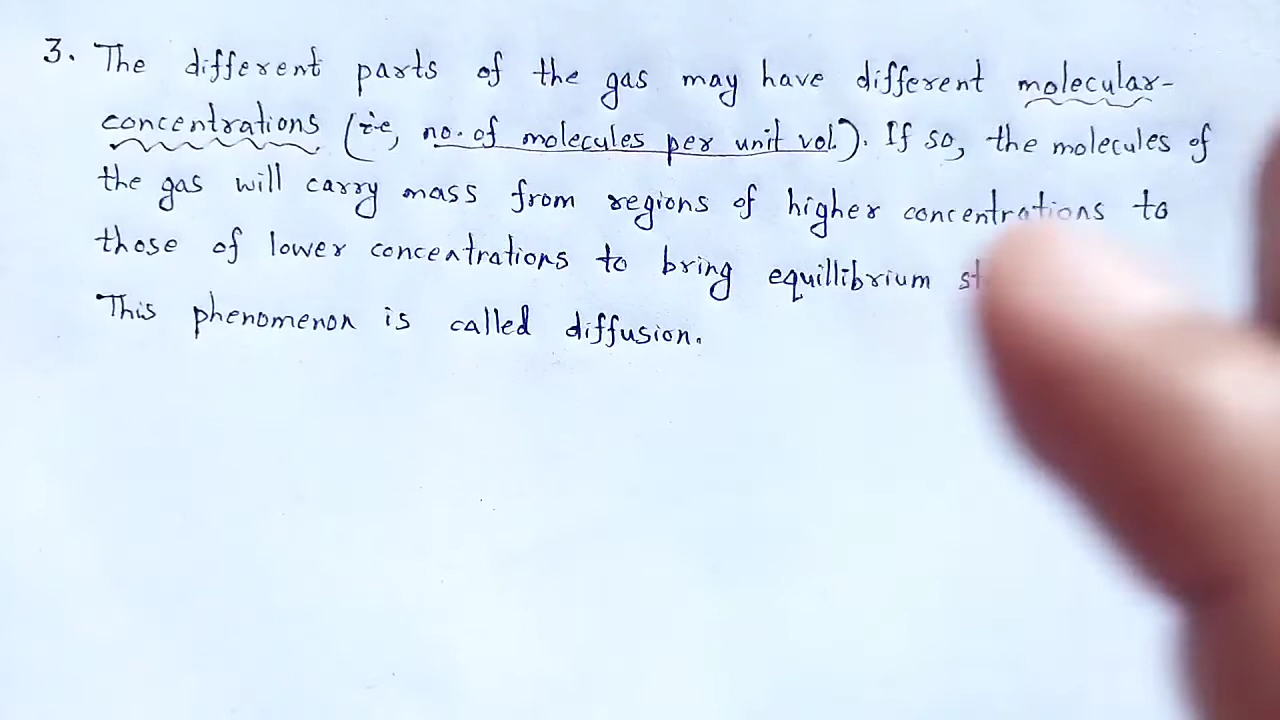 3. The different parts of the gas may have different molecular-
concentrations (i.e, no. of molecules per unit vol.). If so, the molecules of
the gas will carry mass from regions of higher concentrations to
those of lower concentrations to bring equillibrium
This phenomenon is called diffusion.